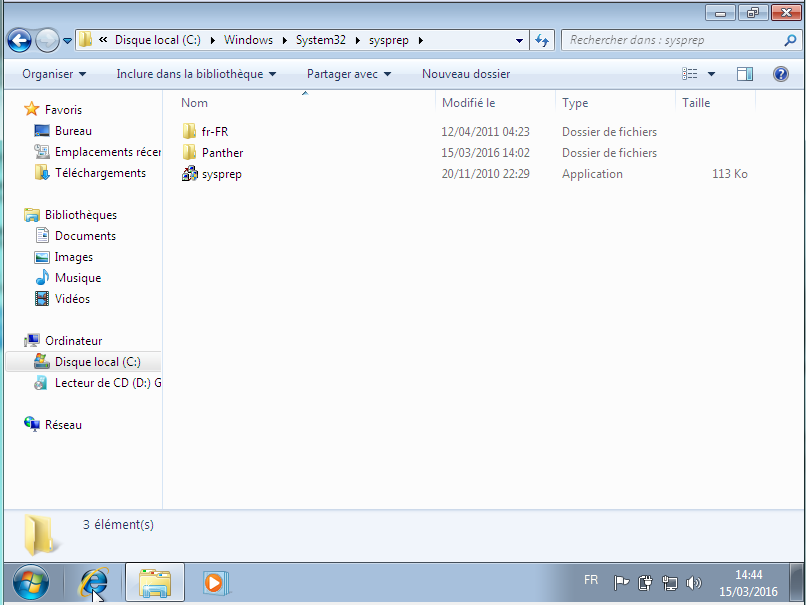 Disque local (C:) Windows System32 sysprep
Rechercher dans : sysprep
Organiser Inclure dans la bibliothèque Partager avec Nouveau dossier
Nom Modifié le Type Taille
fr-FR 12/04/2011 04:23 Dossier de fichiers
Panther 15/03/2016 14:02 Dossier de fichiers
sysprep 20/11/2010 22:29 Application 113 Ko
Favoris
Bureau
Emplacements récer
Téléchargements
Bibliothèques
Documents
Images
Musique
Vidéos
Ordinateur
Disque local (C:)
Lecteur de CD (D:) G
Réseau
3 élément(s)
FR
14:44
15/03/2016